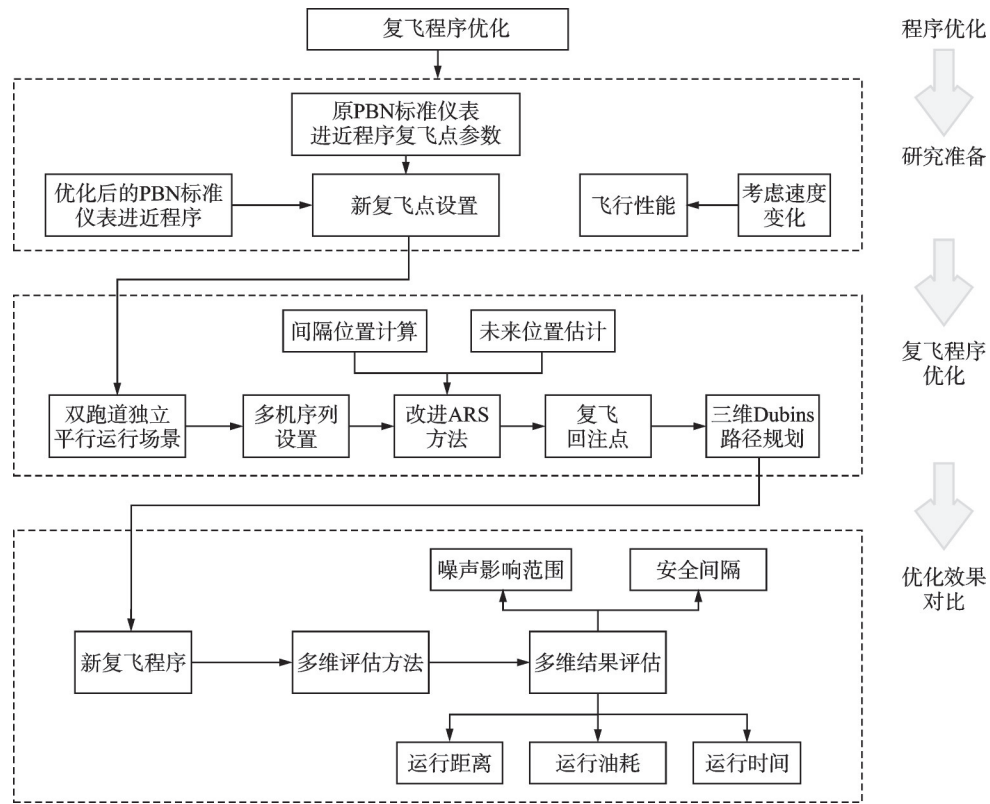 复飞程序优化
程序优化
原PBN标准仪表
进近程序复飞点参数
研究准备
优化后的PBN标准
仪表进近程序
新复飞点设置
飞行性能
考虑速度
变化
间隔位置计算
未来位置估计
复飞程序
优化
双跑道独立
平行运行场景
多机序列
设置
改进ARS
方法
复飞
回注点
三维Dubins
路径规划
噪声影响范围
安全间隔
优化效果
对比
新复飞程序
多维评估方法
多维结果评估
运行距离
运行油耗
运行时间